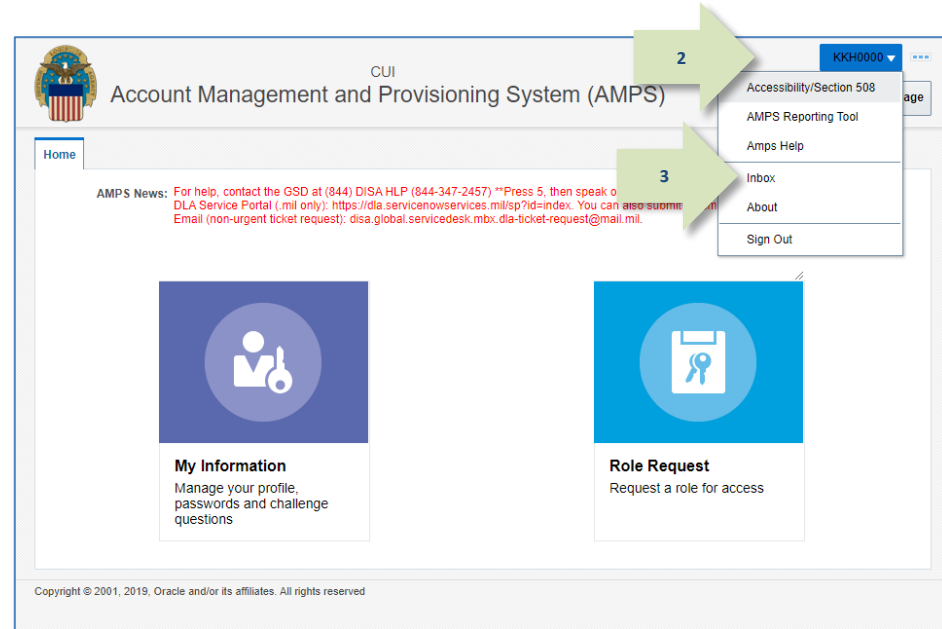 CUI
Account Management and Provisioning System (AMPS)
2
KKH0000
age
Accessibility/Section 508
AMPS Reporting Tool
Amps Help
3
Inbox
About
Sign Out
Home
AMPS News: For help, contact the GSD at (844) DISA HLP (844-347-2457) **Press 5, then speak o
DLA Service Portal (.mil only): https://dla.servicenowservices.mil/sp?id=index. You can also submit
Email (non-urgent ticket request): disa.global.servicedesk.mbx.dla-ticket-request@mail.mil.
My Information
Manage your profile,
passwords and challenge
questions
Role Request
Request a role for access
Copyright © 2001, 2019, Oracle and/or its affiliates. All rights reserved